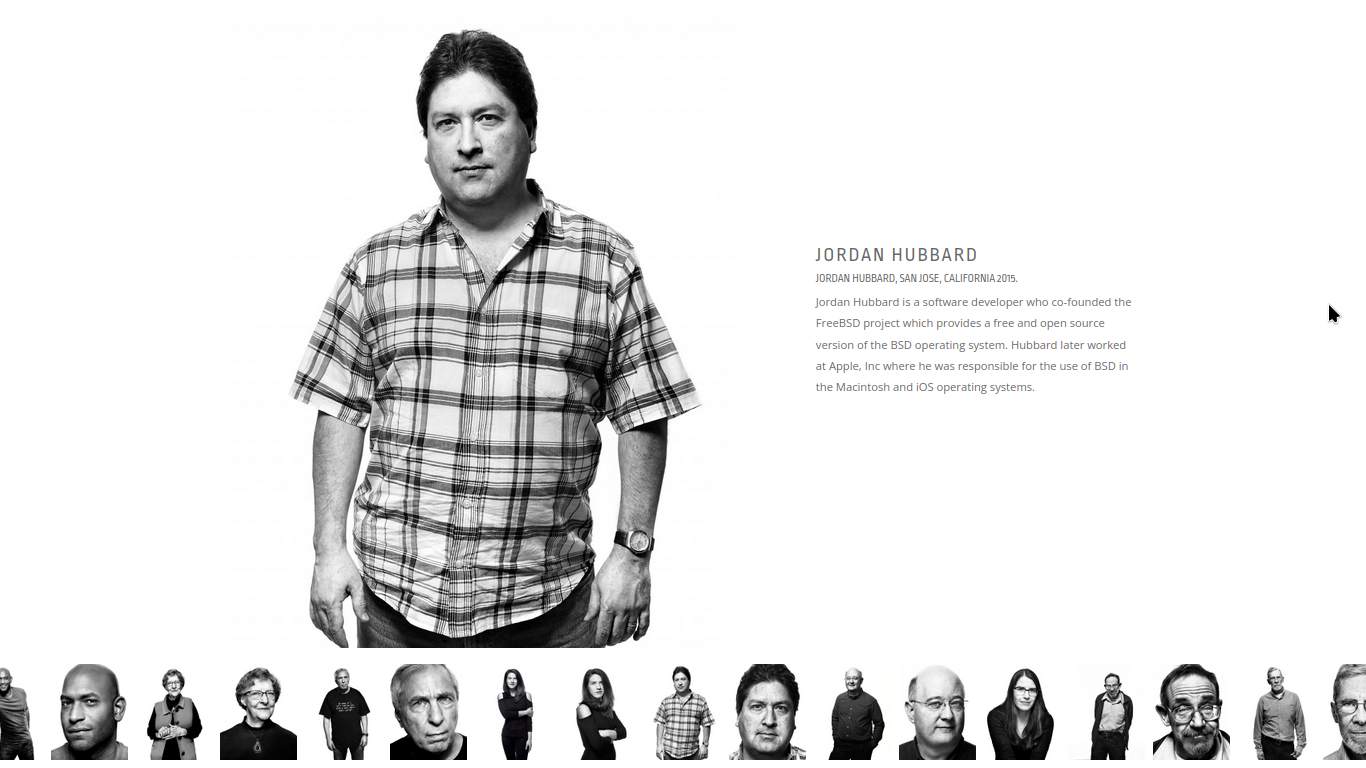 JORDAN HUBBARD
JORDAN HUBBARD, SAN JOSE, CALIFORNIA 2015.
Jordan Hubbard is a software developer who co-founded the
FreeBSD project which provides a free and open source
version of the BSD operating system. Hubbard later worked
at Apple, Inc where he was responsible for the use of BSD in
the Macintosh and iOS operating systems.